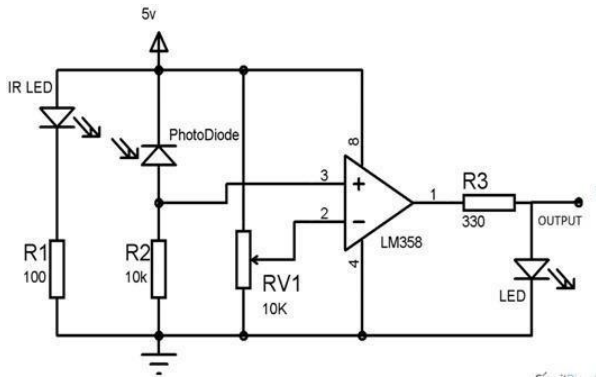 5v
IR LED
PhotoDiode
8
3
+
1
R3
2
−
330
OUTPUT
LM358
R1
100
R2
10k
RV1
10K
4
LED